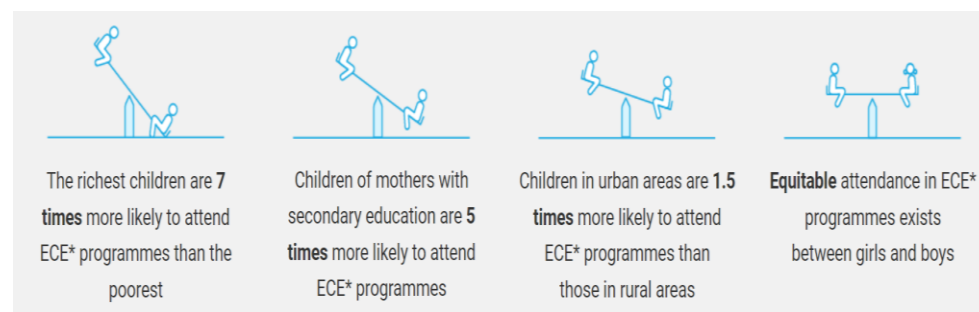 The richest children are 7
times more likely to attend
ECE* programmes than the
poorest
Children of mothers with
secondary education are 5
times more likely to attend
ECE* programmes
Children in urban areas are 1.5
times more likely to attend
ECE* programmes than
those in rural areas
Equitable attendance in ECE*
programmes exists
between girls and boys